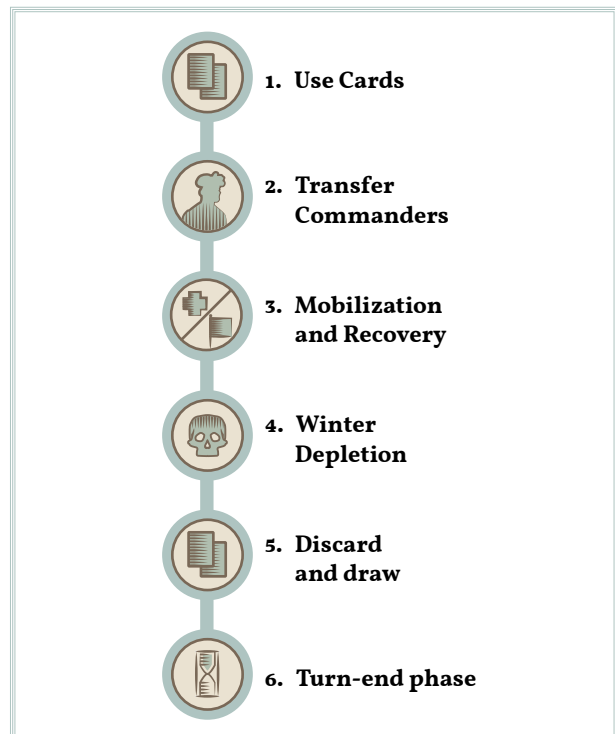 1. Use Cards
2. Transfer
Commanders
3. Mobilization
and Recovery
4. Winter
Depletion
5. Discard
and draw
6. Turn-end phase